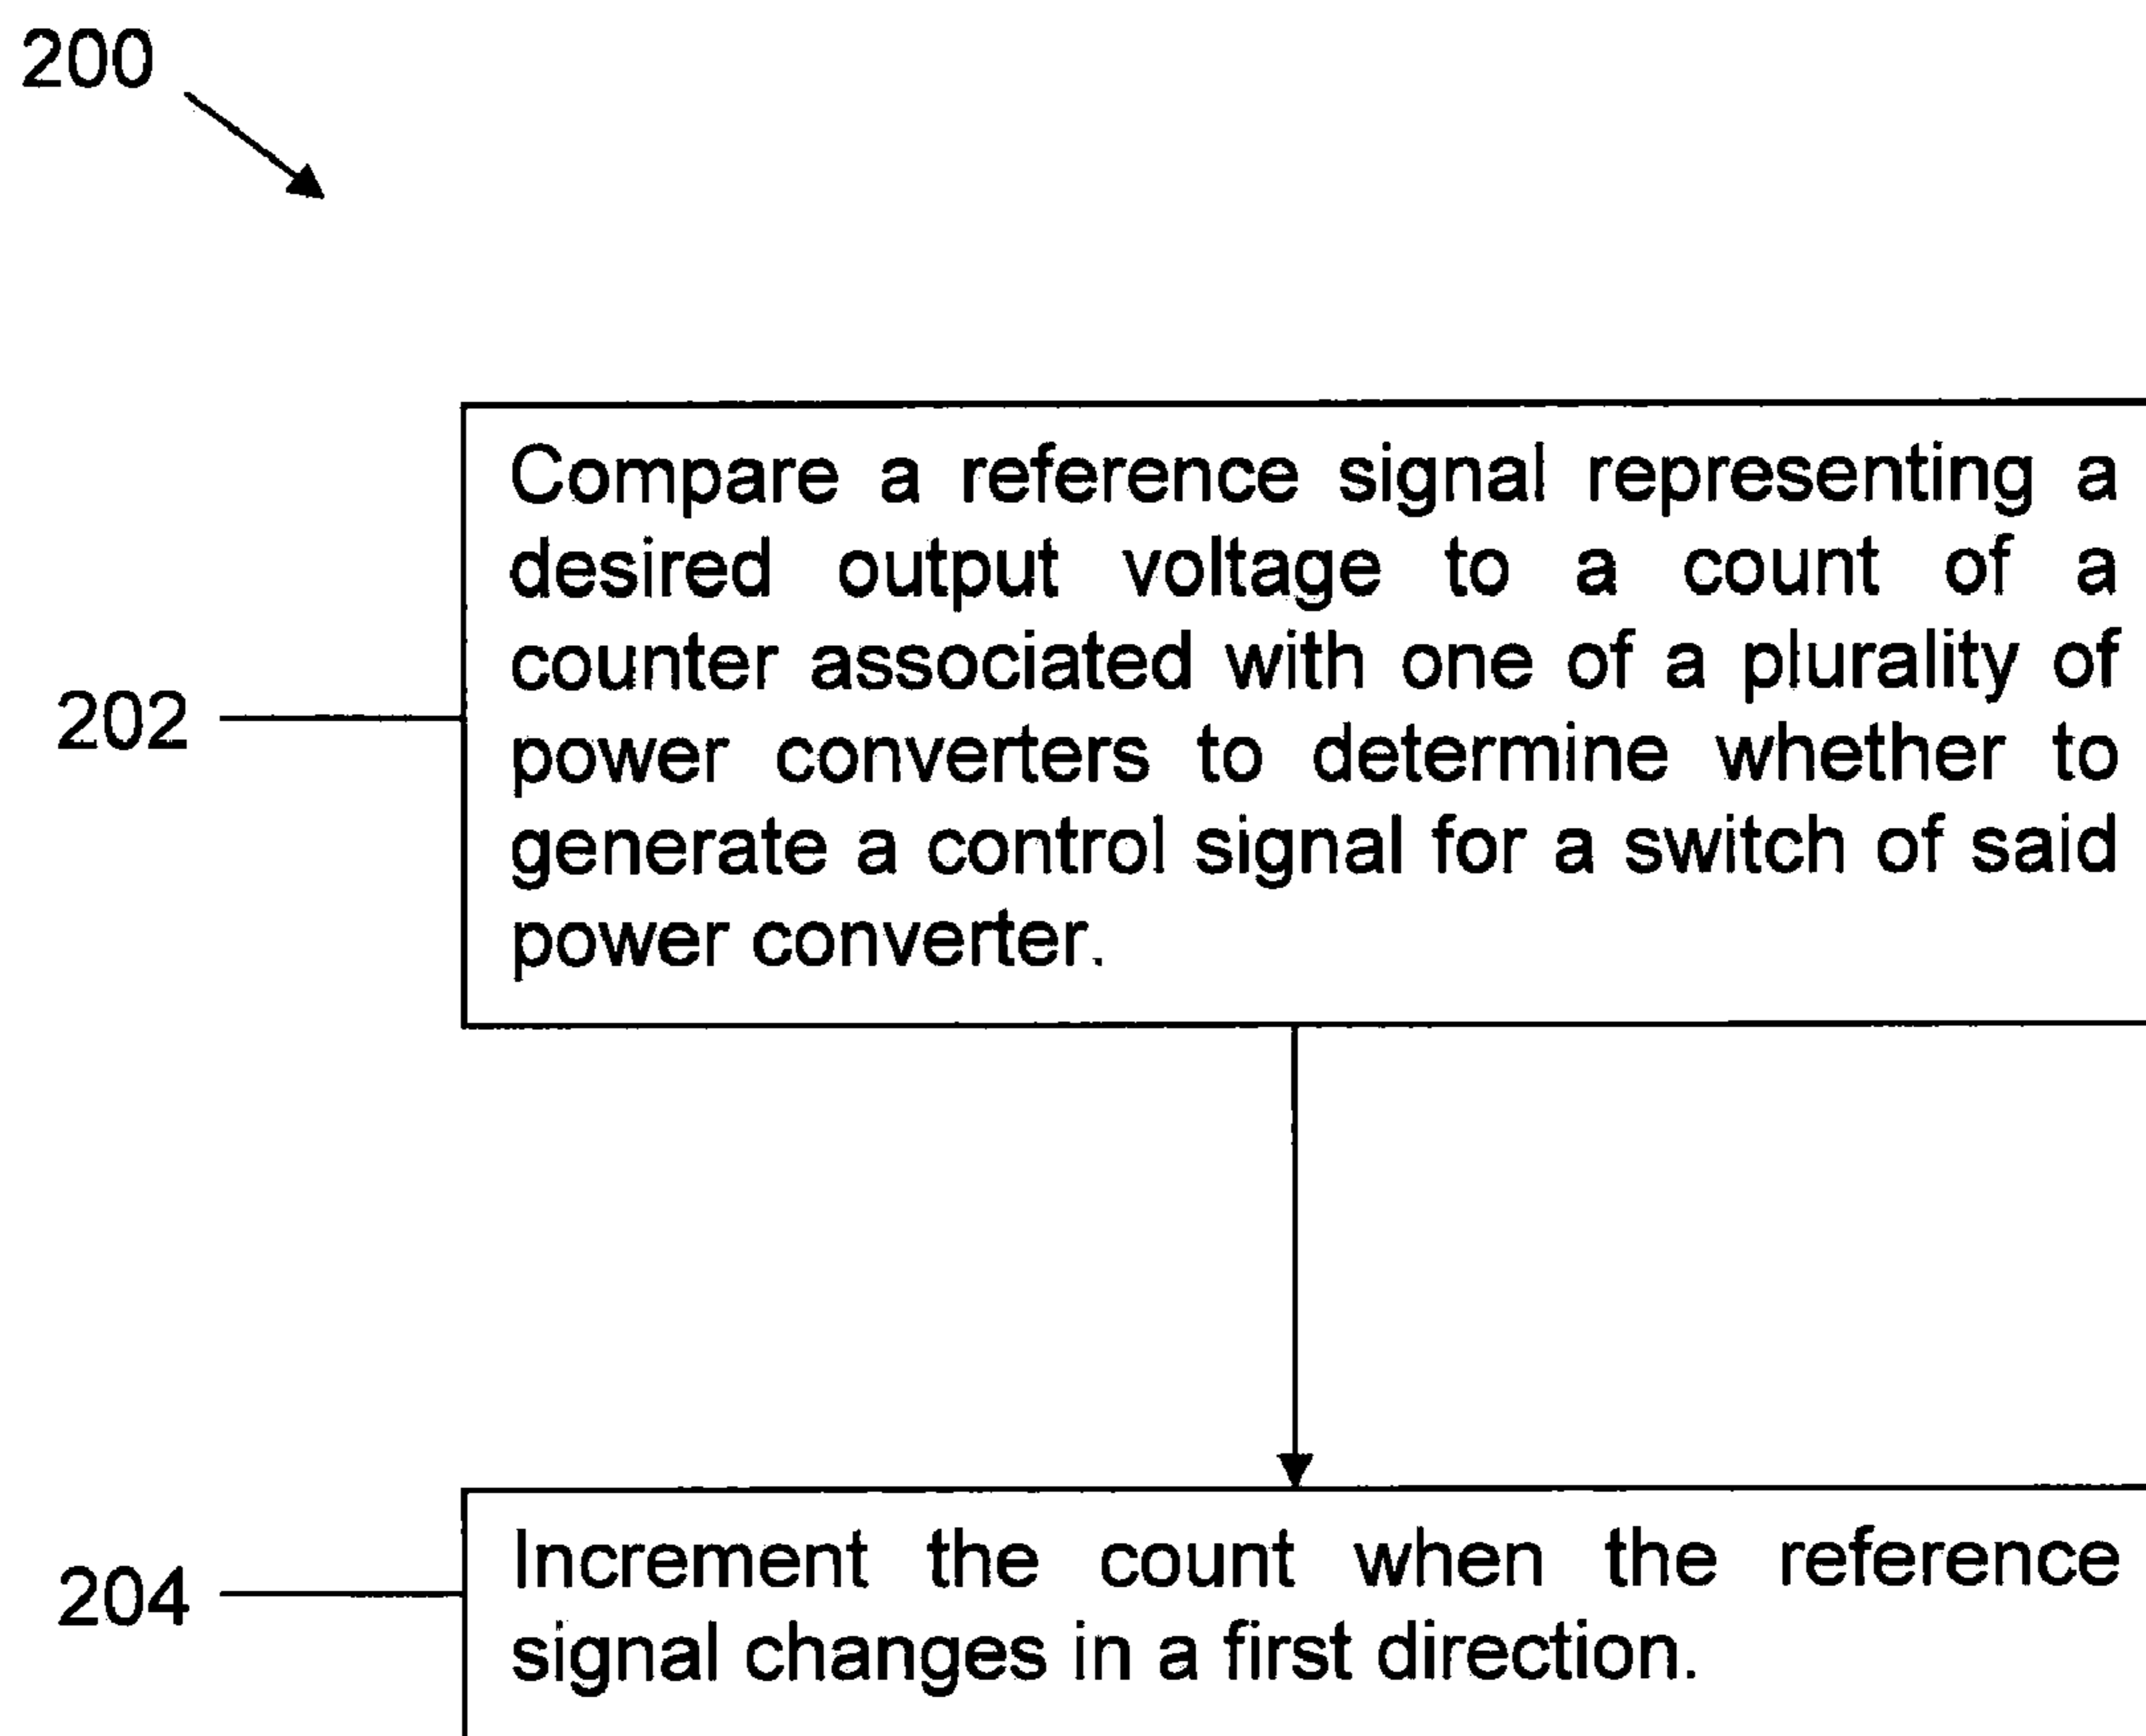 200
Compare a reference signal representing a
desired output voltage to a count of a
counter associated with one of a plurality of
power converters to determine whether to
generate a control signal for a switch of said
power converter.
202
Increment the count when the reference
signal changes in a first direction.
204